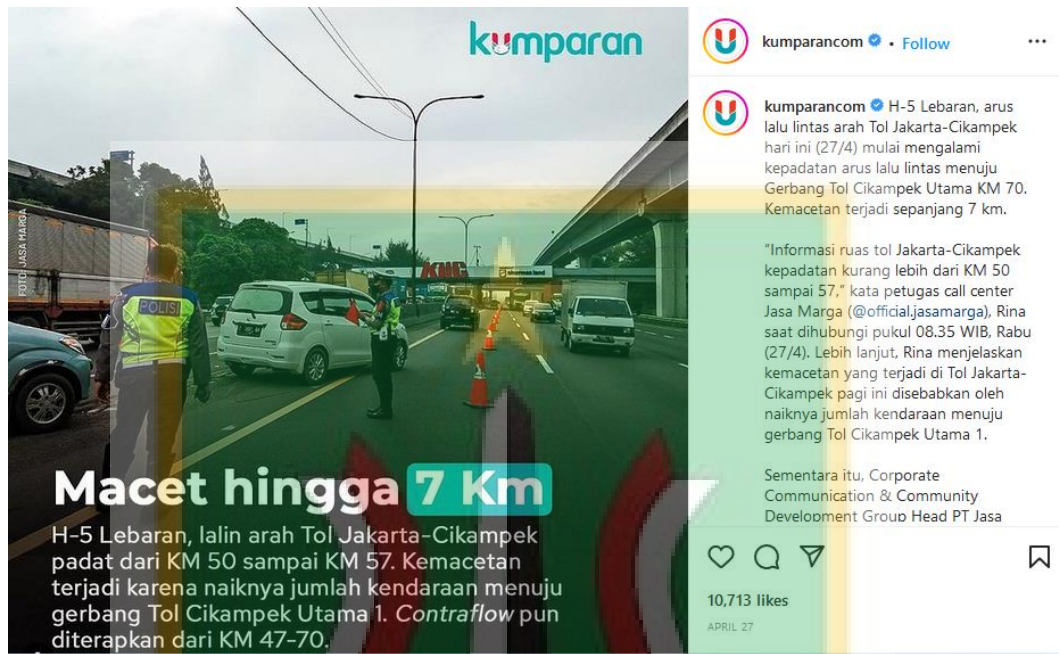 kumparan
FOTO: JASA MARGA
POLISI
KMC
Macet hingga 7 Km
H-5 Lebaran, lalin arah Tol Jakarta-Cikampek
padat dari KM 50 sampai KM 57. Kemacetan
terjadi karena naiknya jumlah kendaraan menuju
gerbang Tol Cikampek Utama 1. Contraflow pun
diterapkan dari KM 47-70.
kumparancom • Follow
kumparancom H-5 Lebaran, arus
lalu lintas arah Tol Jakarta-Cikampek
hari ini (27/4) mulai mengalami
kepadatan arus lalu lintas menuju
Gerbang Tol Cikampek Utama KM 70.
Kemacetan terjadi sepanjang 7 km.
"Informasi ruas tol Jakarta-Cikampek
kepadatan kurang lebih dari KM 50
sampai 57," kata petugas call center
Jasa Marga (@official.jasamarga), Rina
saat dihubungi pukul 08.35 WIB, Rabu
(27/4). Lebih lanjut, Rina menjelaskan
kemacetan yang terjadi di Tol Jakarta-
Cikampek pagi ini disebabkan oleh
naiknya jumlah kendaraan menuju
gerbang Tol Cikampek Utama 1.
Sementara itu, Corporate
Communication & Community
Development Group Head PT Jasa
10,713 likes
APRIL 27